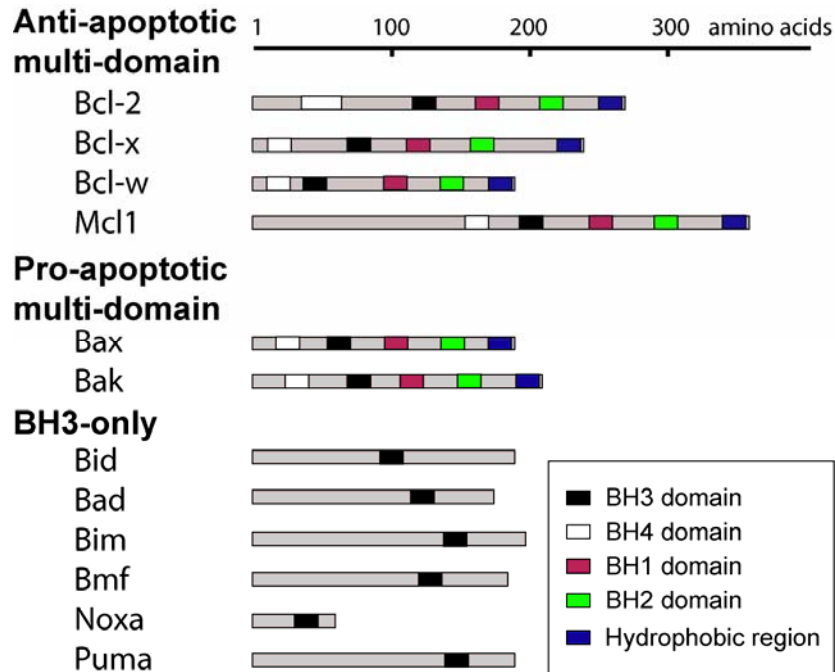 Anti-apoptotic
multi-domain
1 100 200 300 amino acids
Bcl-2
Bcl-x
Bcl-w
Mcl1
Pro-apoptotic
multi-domain
Bax
Bak
BH3-only
Bid
Bad
Bim
Bmf
Noxa
Puma
BH3 domain
BH4 domain
BH1 domain
BH2 domain
Hydrophobic region